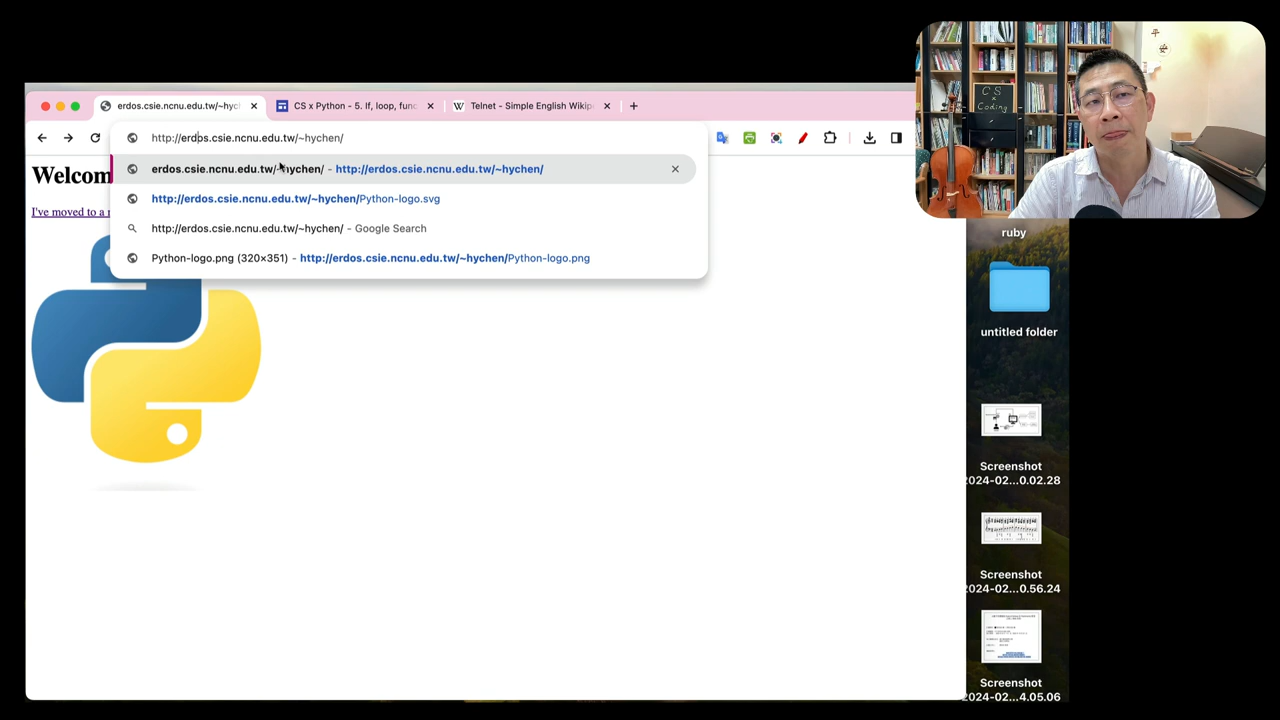 erdos.csie.ncnu.edu.tw/~hych
CS x Python - 5. If, loop, func
Telnet - Simple English Wikip
http://erdos.csie.ncnu.edu.tw/~hychen/
erdos.csie.ncnu.edu.tw/~hychen/ - http://erdos.csie.ncnu.edu.tw/~hychen/
http://erdos.csie.ncnu.edu.tw/~hychen/Python-logo.svg
http://erdos.csie.ncnu.edu.tw/~hychen/ - Google Search
Python-logo.png (320×351) - http://erdos.csie.ncnu.edu.tw/~hychen/Python-logo.png
Welcom
I've moved to a
平
安
CS
x
Coding
ruby
untitled folder
Screenshot
2024-02...0.02.28
Screenshot
2024-02...0.56.24
Screenshot
2024-02...4.05.06